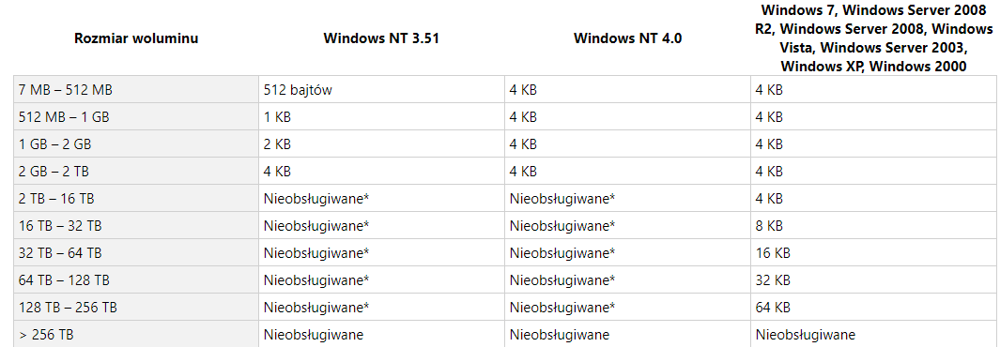 Rozmiar woluminu Windows NT 3.51 Windows NT 4.0 Windows 7, Windows Server 2008
R2, Windows Server 2008, Windows
Vista, Windows Server 2003,
Windows XP, Windows 2000
7 MB – 512 MB 512 bajtów 4 KB 4 KB
512 MB – 1 GB 1 KB 4 KB 4 KB
1 GB – 2 GB 2 KB 4 KB 4 KB
2 GB – 2 TB 4 KB 4 KB 4 KB
2 TB – 16 TB Nieobsługiwane* Nieobsługiwane* 4 KB
16 TB – 32 TB Nieobsługiwane* Nieobsługiwane* 8 KB
32 TB – 64 TB Nieobsługiwane* Nieobsługiwane* 16 KB
64 TB – 128 TB Nieobsługiwane* Nieobsługiwane* 32 KB
128 TB – 256 TB Nieobsługiwane* Nieobsługiwane* 64 KB
> 256 TB Nieobsługiwane Nieobsługiwane Nieobsługiwane